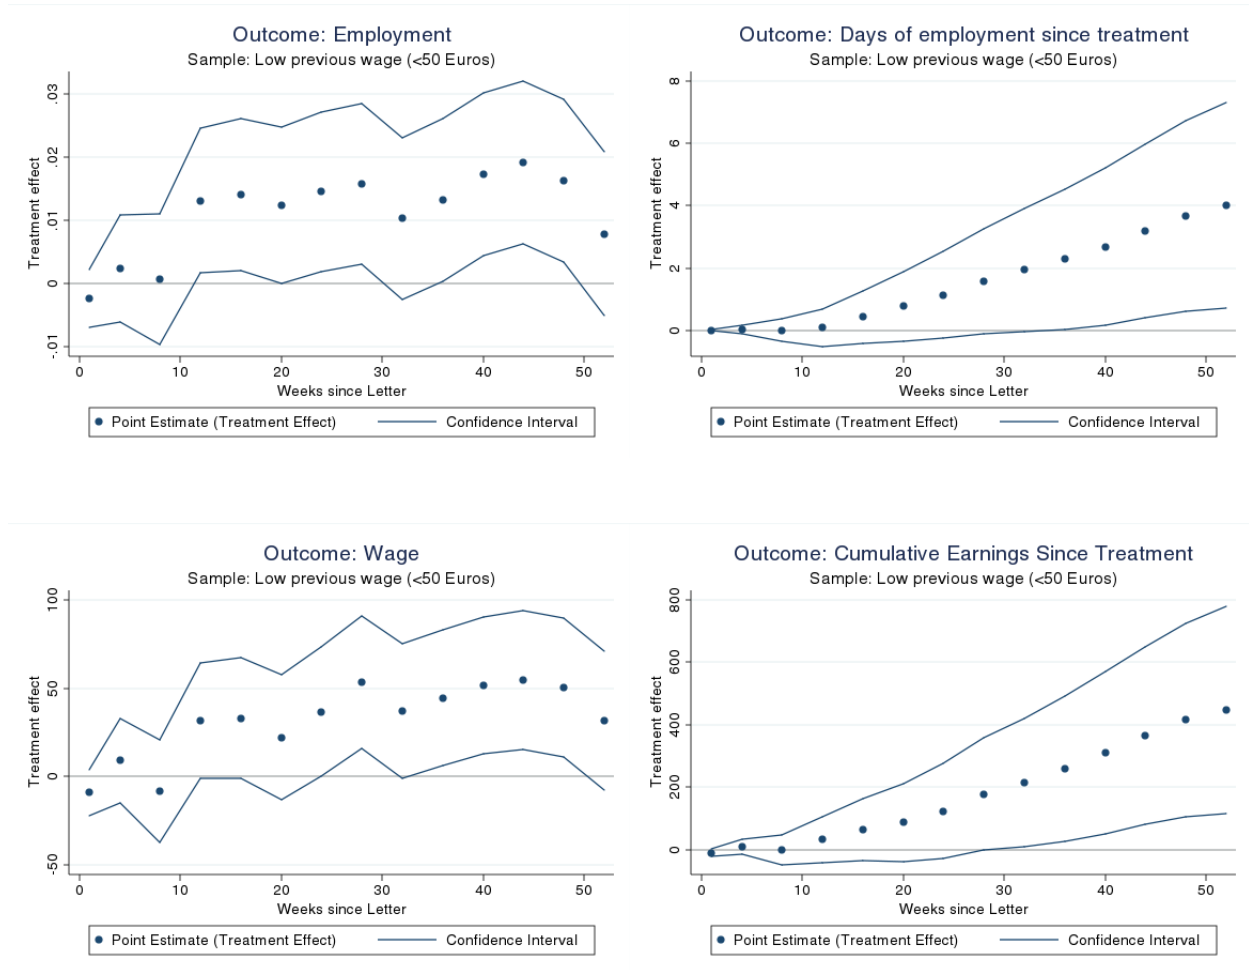 Outcome: Employment
Sample: Low previous wage (<50 Euros)
Treatment effect
.03
.02
.01
0
-.01
0 10 20 30 40 50
Weeks since Letter
Point Estimate (Treatment Effect) Confidence Interval
Outcome: Days of employment since treatment
Sample: Low previous wage (<50 Euros)
Treatment effect
8
6
4
2
0
0 10 20 30 40 50
Weeks since Letter
Point Estimate (Treatment Effect) Confidence Interval
Outcome: Wage
Sample: Low previous wage (<50 Euros)
Treatment effect
100
50
0
-50
0 10 20 30 40 50
Weeks since Letter
Point Estimate (Treatment Effect) Confidence Interval
Outcome: Cumulative Earnings Since Treatment
Sample: Low previous wage (<50 Euros)
Treatment effect
800
600
400
200
0
0 10 20 30 40 50
Weeks since Letter
Point Estimate (Treatment Effect) Confidence Interval